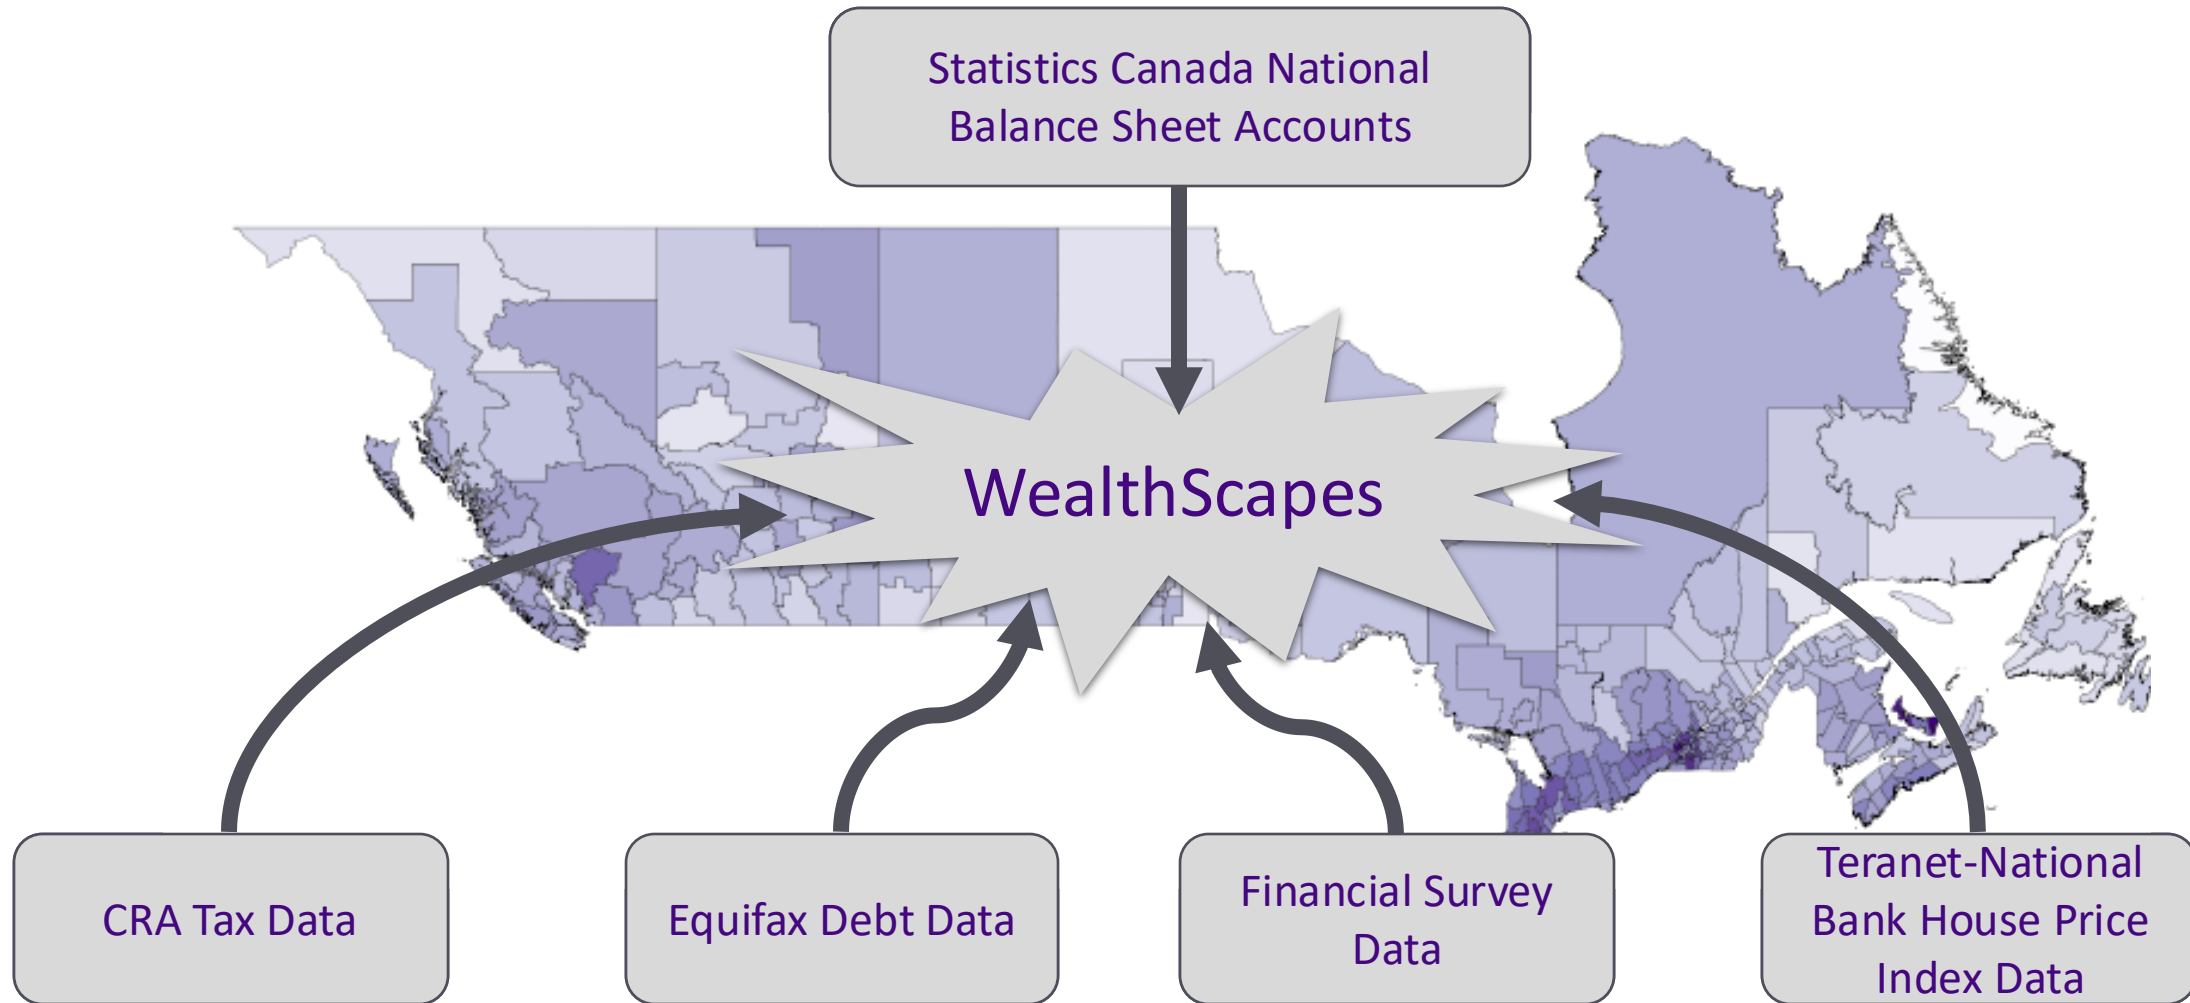 Statistics Canada National
Balance Sheet Accounts
WealthScapes
CRA Tax Data
Equifax Debt Data
Financial Survey
Data
Teranet-National
Bank House Price
Index Data